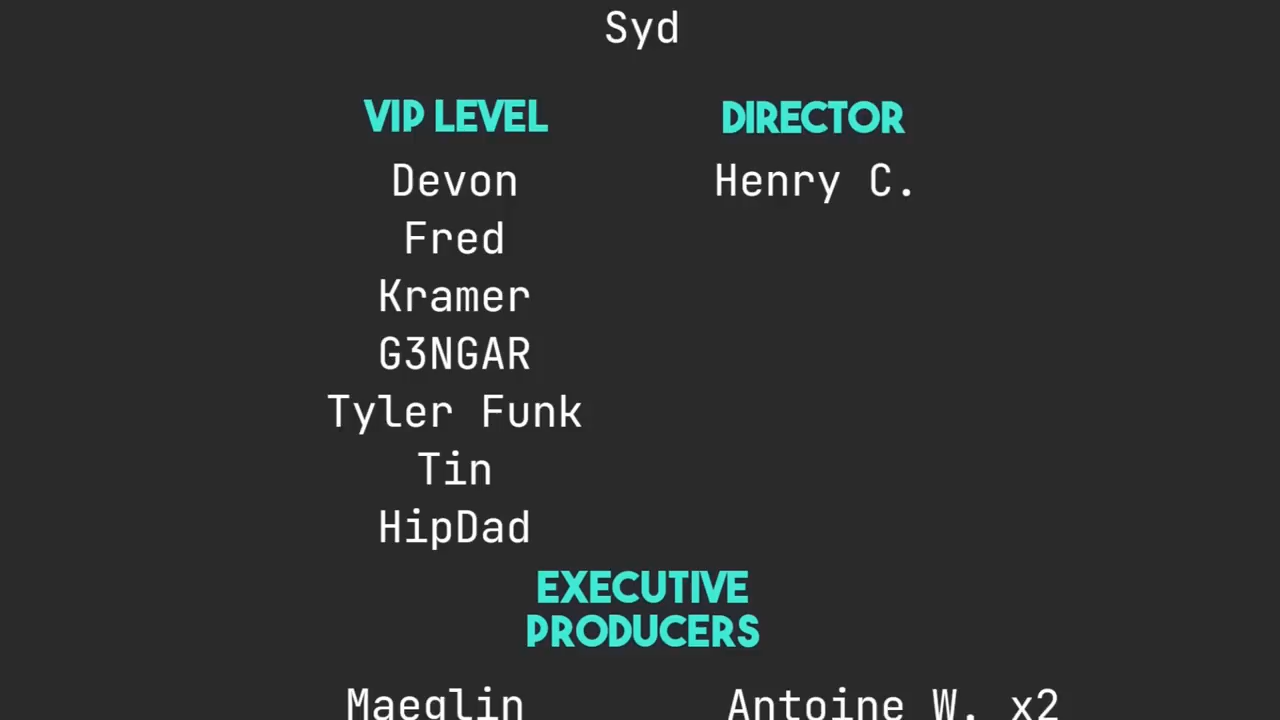 Syd
VIP LEVEL
Devon
Fred
Kramer
G3NGAR
Tyler Funk
Tin
HipDad
DIRECTOR
Henry C.
EXECUTIVE
PRODUCERS
Maeglin
Antoine W. x2